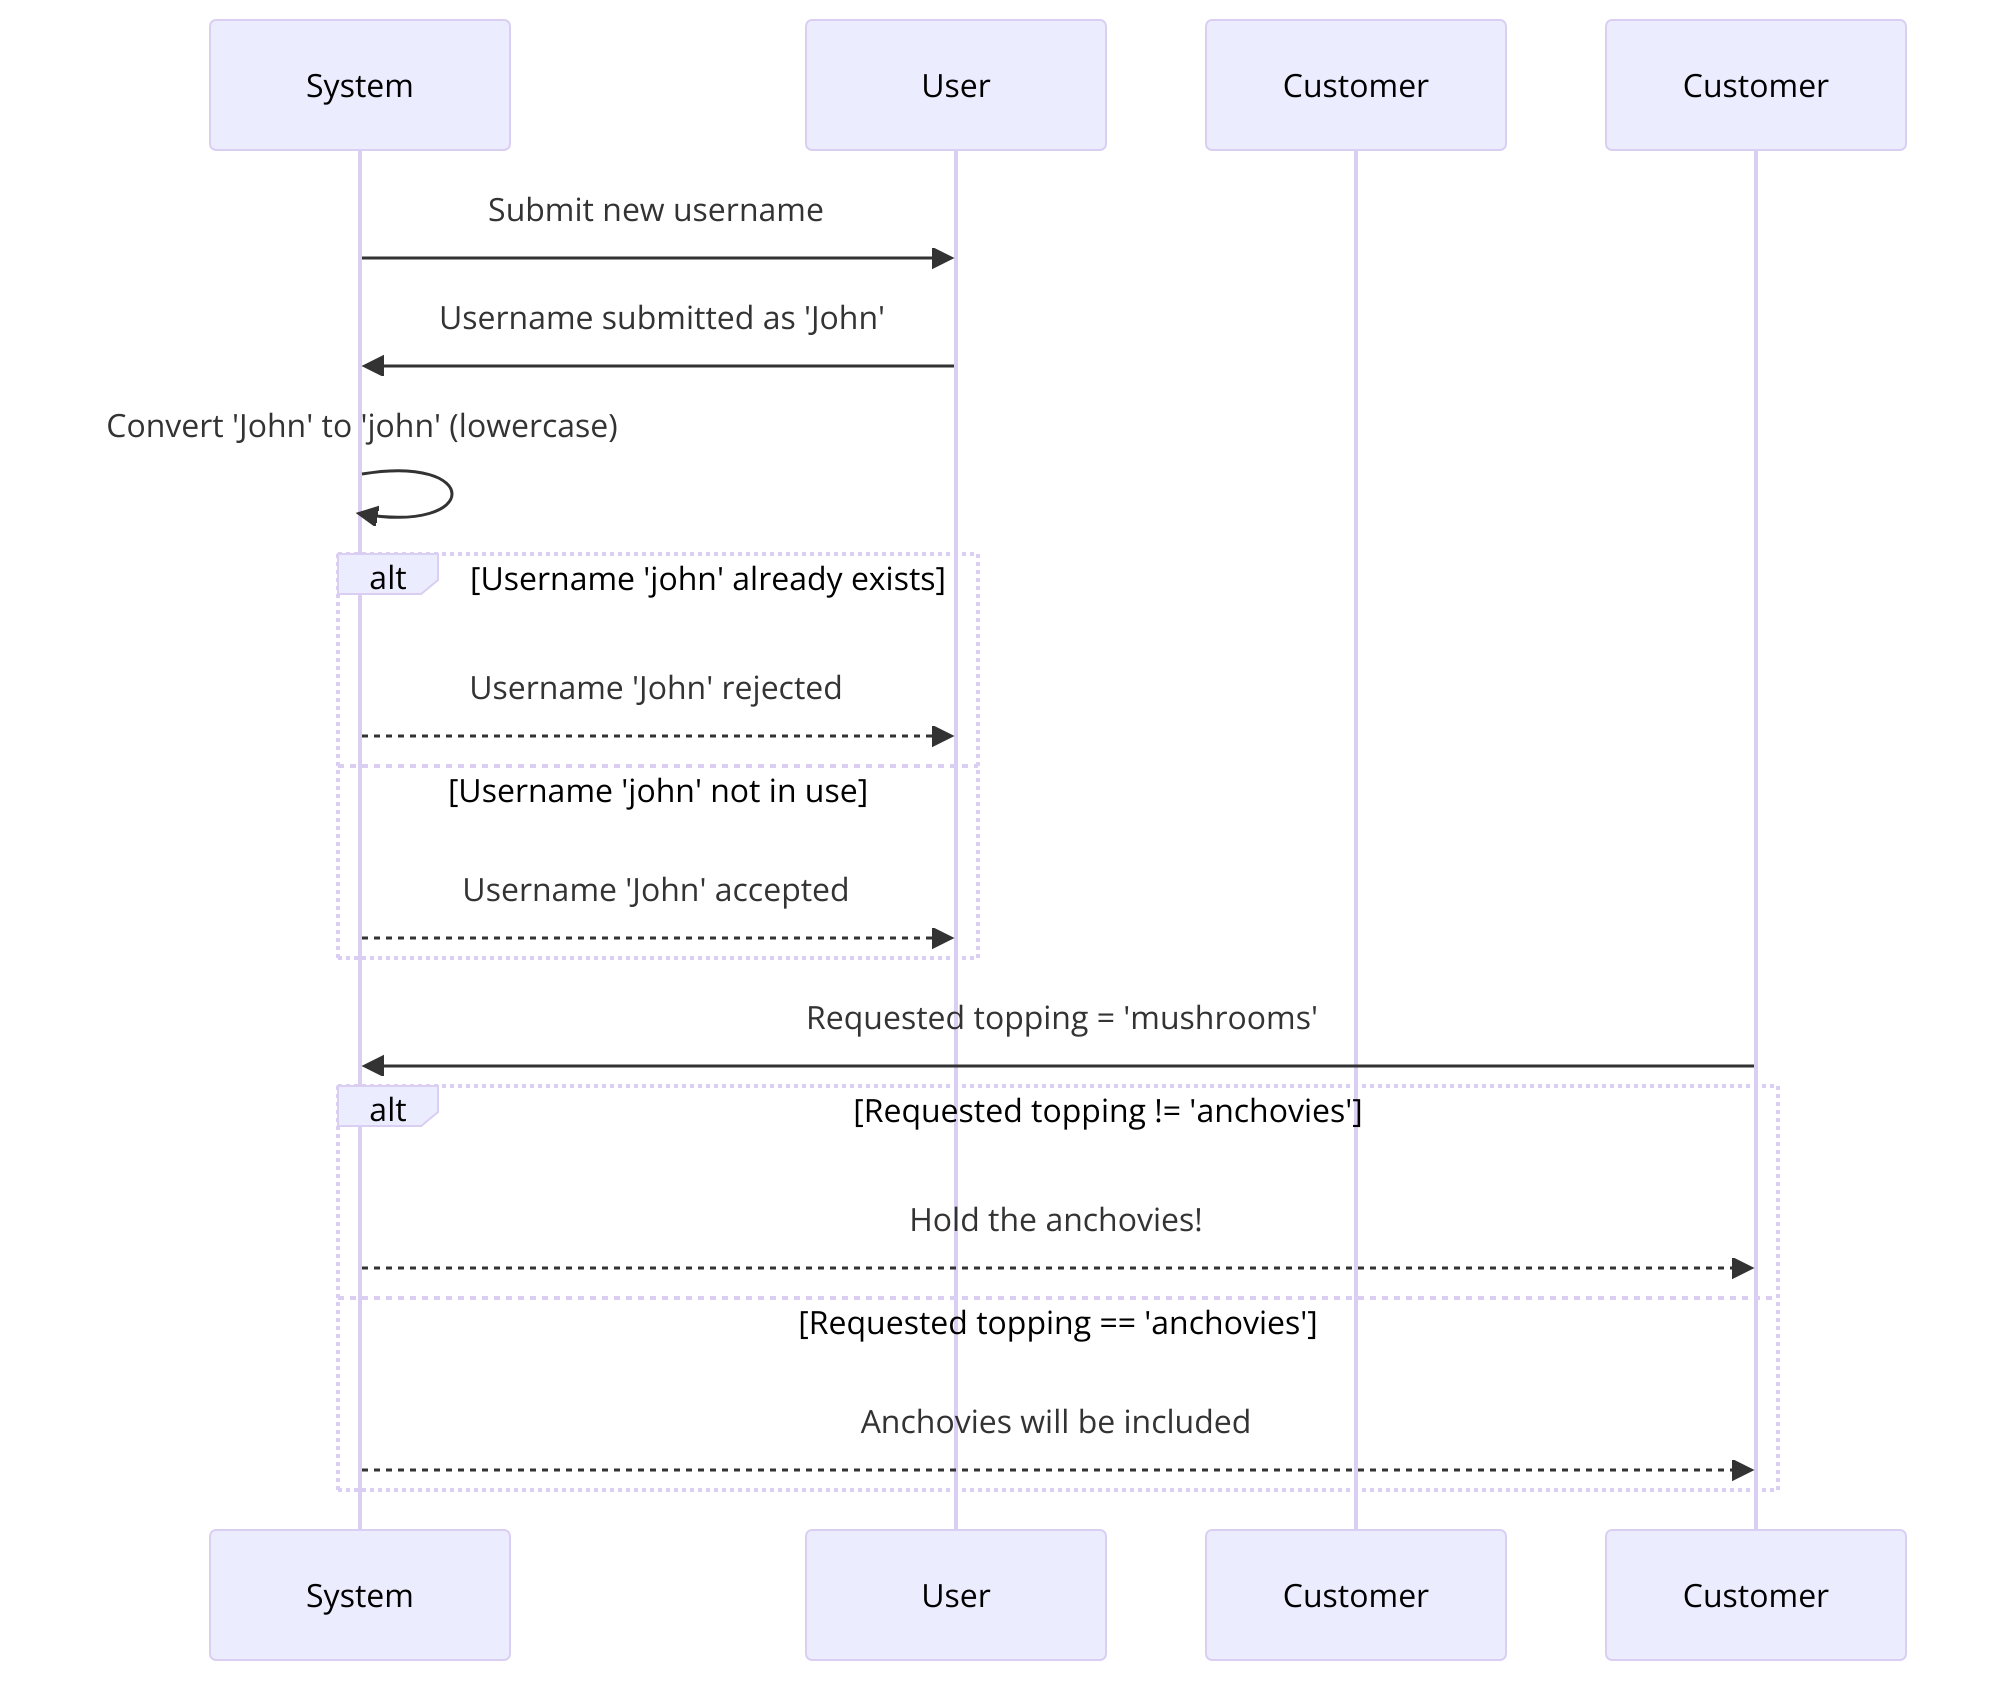 System
User
Customer
Customer
Submit new username
Username submitted as 'John'
Convert 'John' to 'john' (lowercase)
alt
[Username 'john' already exists]
Username 'John' rejected
[Username 'john' not in use]
Username 'John' accepted
Requested topping = 'mushrooms'
alt
[Requested topping != 'anchovies']
Hold the anchovies!
[Requested topping == 'anchovies']
Anchovies will be included
System
User
Customer
Customer